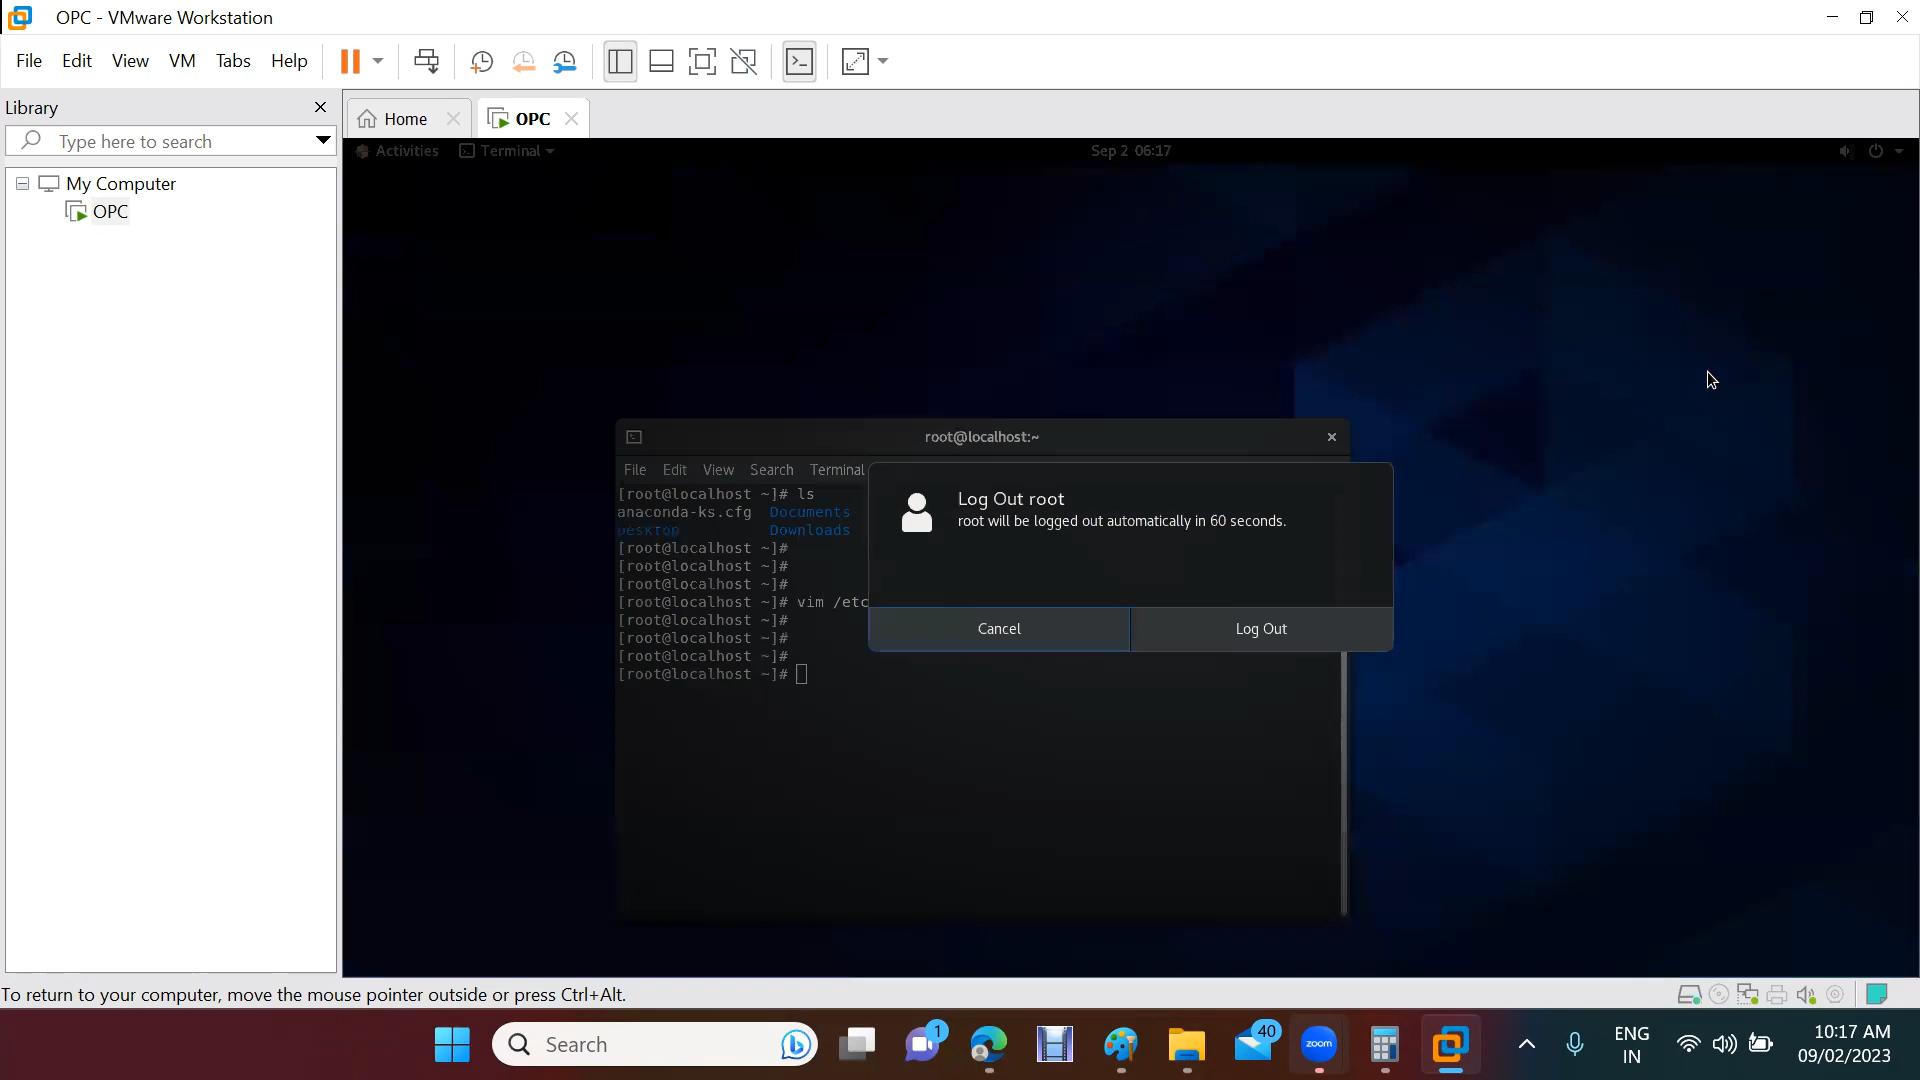 OPC - VMware Workstation
File Edit View VM Tabs Help
Library
Type here to search
My Computer
OPC
Home
OPC
Activities Terminal
Sep 2 06:17
root@localhost:~
File Edit View Search Terminal
[root@localhost ~]# ls
anaconda-ks.cfg Documents
Desktop Downloads
[root@localhost ~]#
[root@localhost ~]#
[root@localhost ~]#
[root@localhost ~]# vim /etc
[root@localhost ~]#
[root@localhost ~]#
[root@localhost ~]#
[root@localhost ~]#
Log Out root
root will be logged out automatically in 60 seconds.
Cancel
Log Out
To return to your computer, move the mouse pointer outside or press Ctrl+Alt.
Search
1
40
zoom
ENG
IN
10:17 AM
09/02/2023